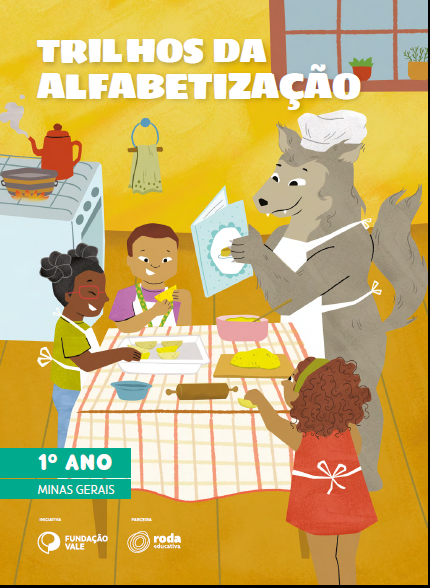 TRILHOS DA
ALFABETIZAÇÃO
1º ANO
MINAS GERAIS
INICIATIVA
PARCERIA
FUNDAÇÃO
VALE
roda
educativa